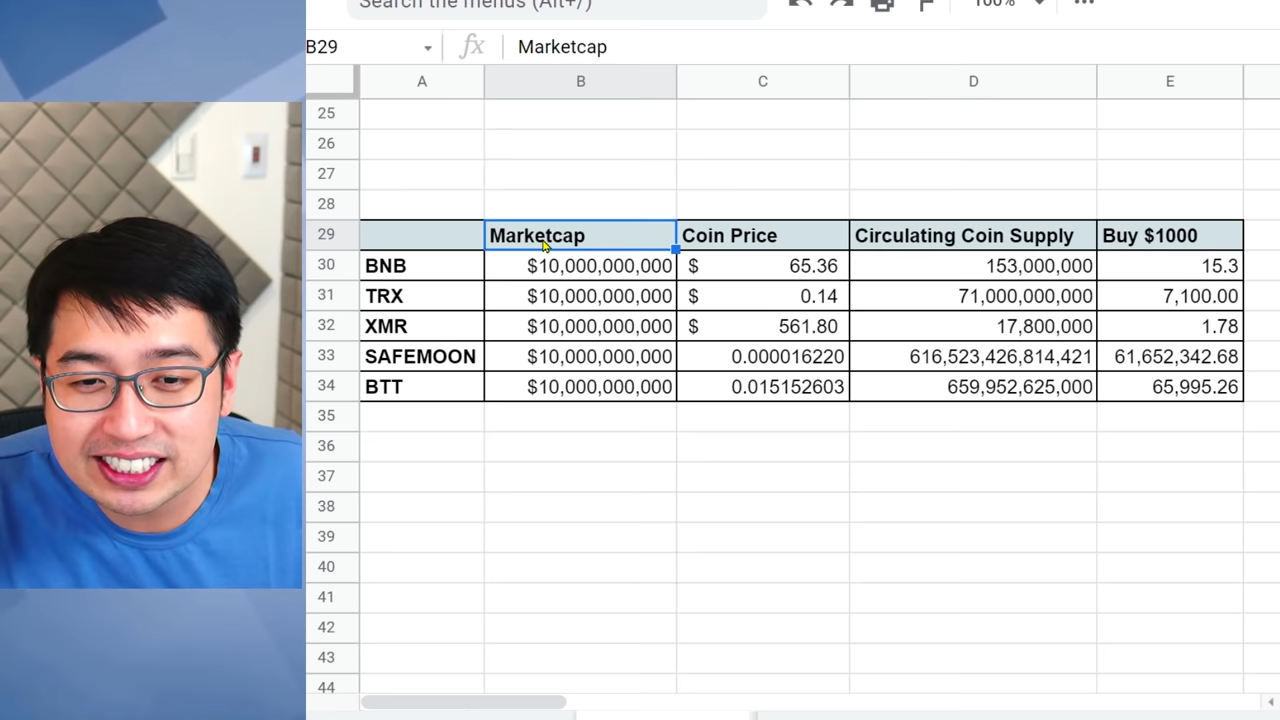 Search the menus (Alt+/) 100%
B29 fx Marketcap
A B C D E
25
26
27
28
29 Marketcap Coin Price Circulating Coin Supply Buy $1000
30 BNB $10,000,000,000 $ 65.36 153,000,000 15.3
31 TRX $10,000,000,000 $ 0.14 71,000,000,000 7,100.00
32 XMR $10,000,000,000 $ 561.80 17,800,000 1.78
33 SAFEMOON $10,000,000,000 0.000016220 616,523,426,814,421 61,652,342.68
34 BTT $10,000,000,000 0.015152603 659,952,625,000 65,995.26
35
36
37
38
39
40
41
42
43
44